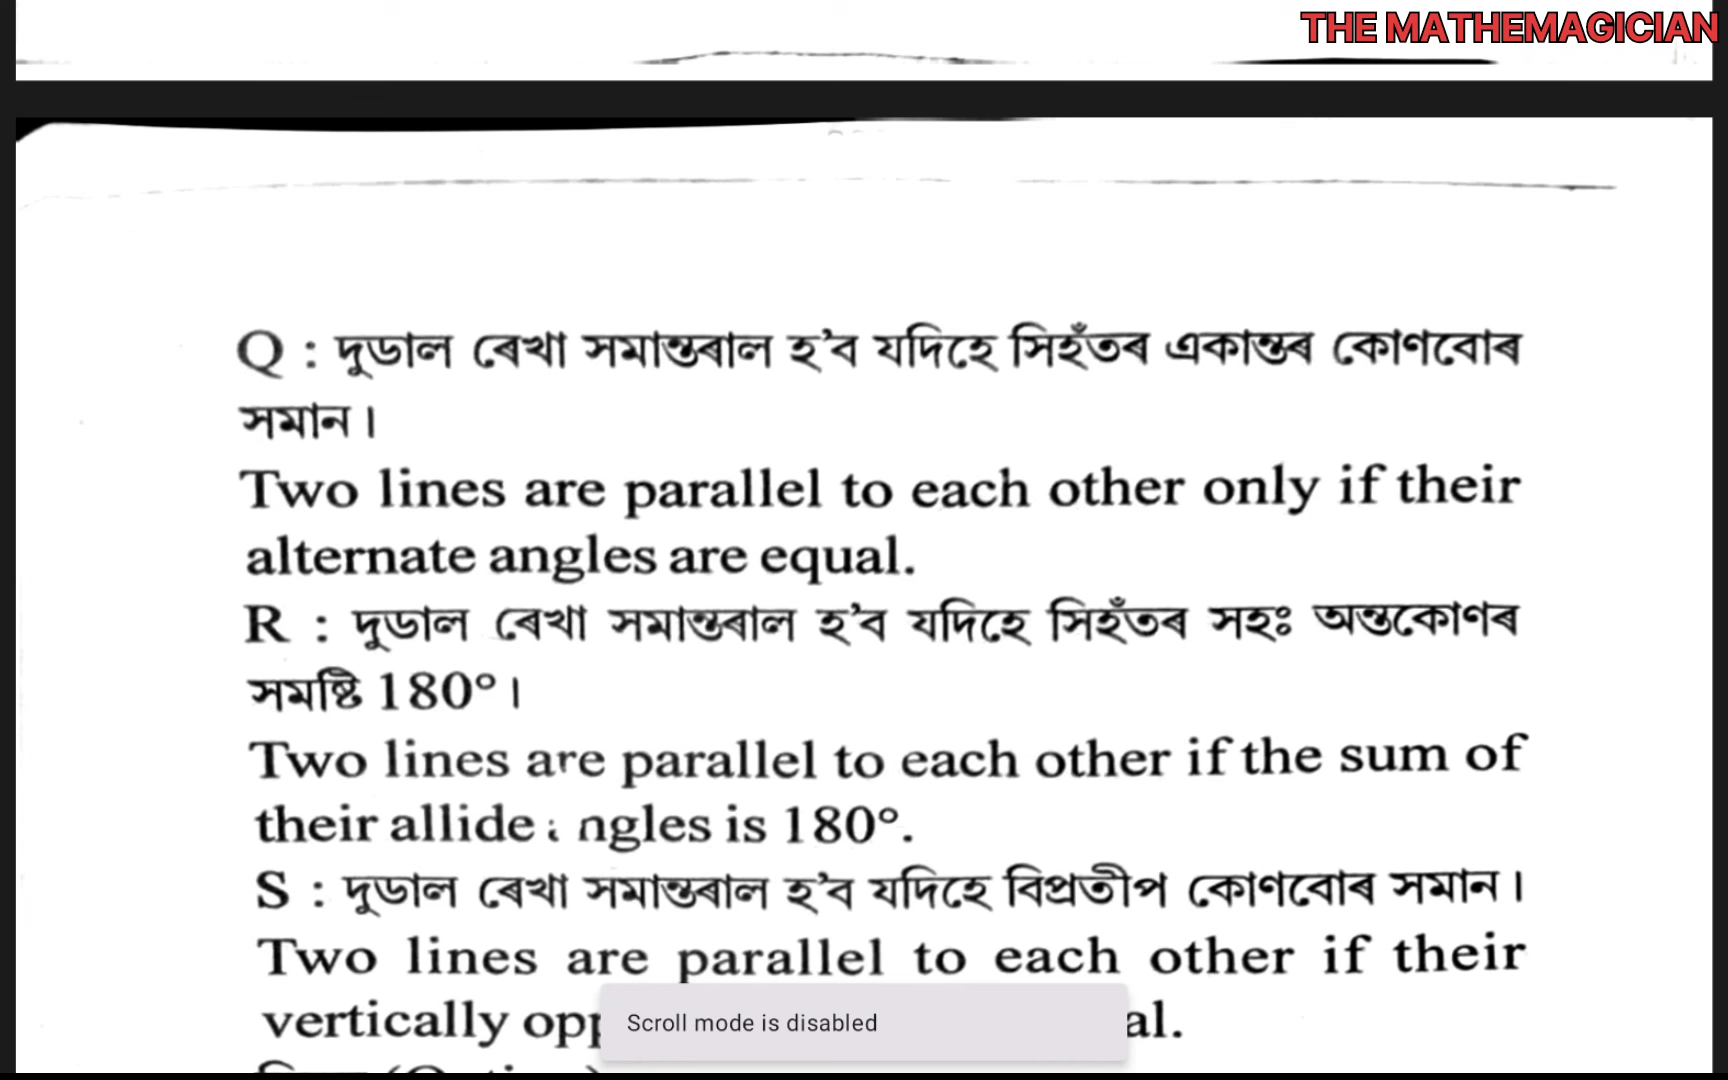 THE MATHEMAGICIAN
Q : দুডাল ৰেখা সমান্তৰাল হ'ব যদিহে সিহঁতৰ একান্তৰ কোণবোৰ
সমান।
Two lines are parallel to each other only if their
alternate angles are equal.
R : দুডাল ৰেখা সমান্তৰাল হ'ব যদিহে সিহঁতৰ সহঃ অন্তকোণৰ
সমষ্টি 180°।
Two lines are parallel to each other if the sum of
their allide ngles is 180°.
S : দুডাল ৰেখা সমান্তৰাল হ'ব যদিহে বিপ্ৰতীপ কোণবোৰ সমান।
Two lines are parallel to each other if their
vertically opp al.
Scroll mode is disabled